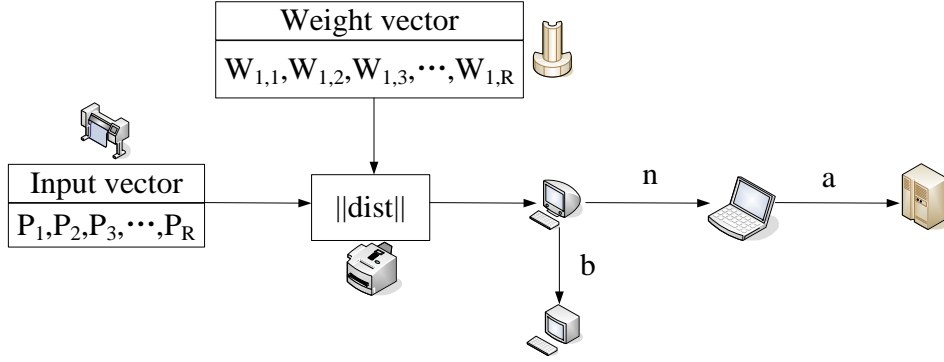 Weight vector
W1,1,W1,2,W1,3,⋯,W1,R
Input vector
P1,P2,P3,⋯,PR
||dist||
n
a
b